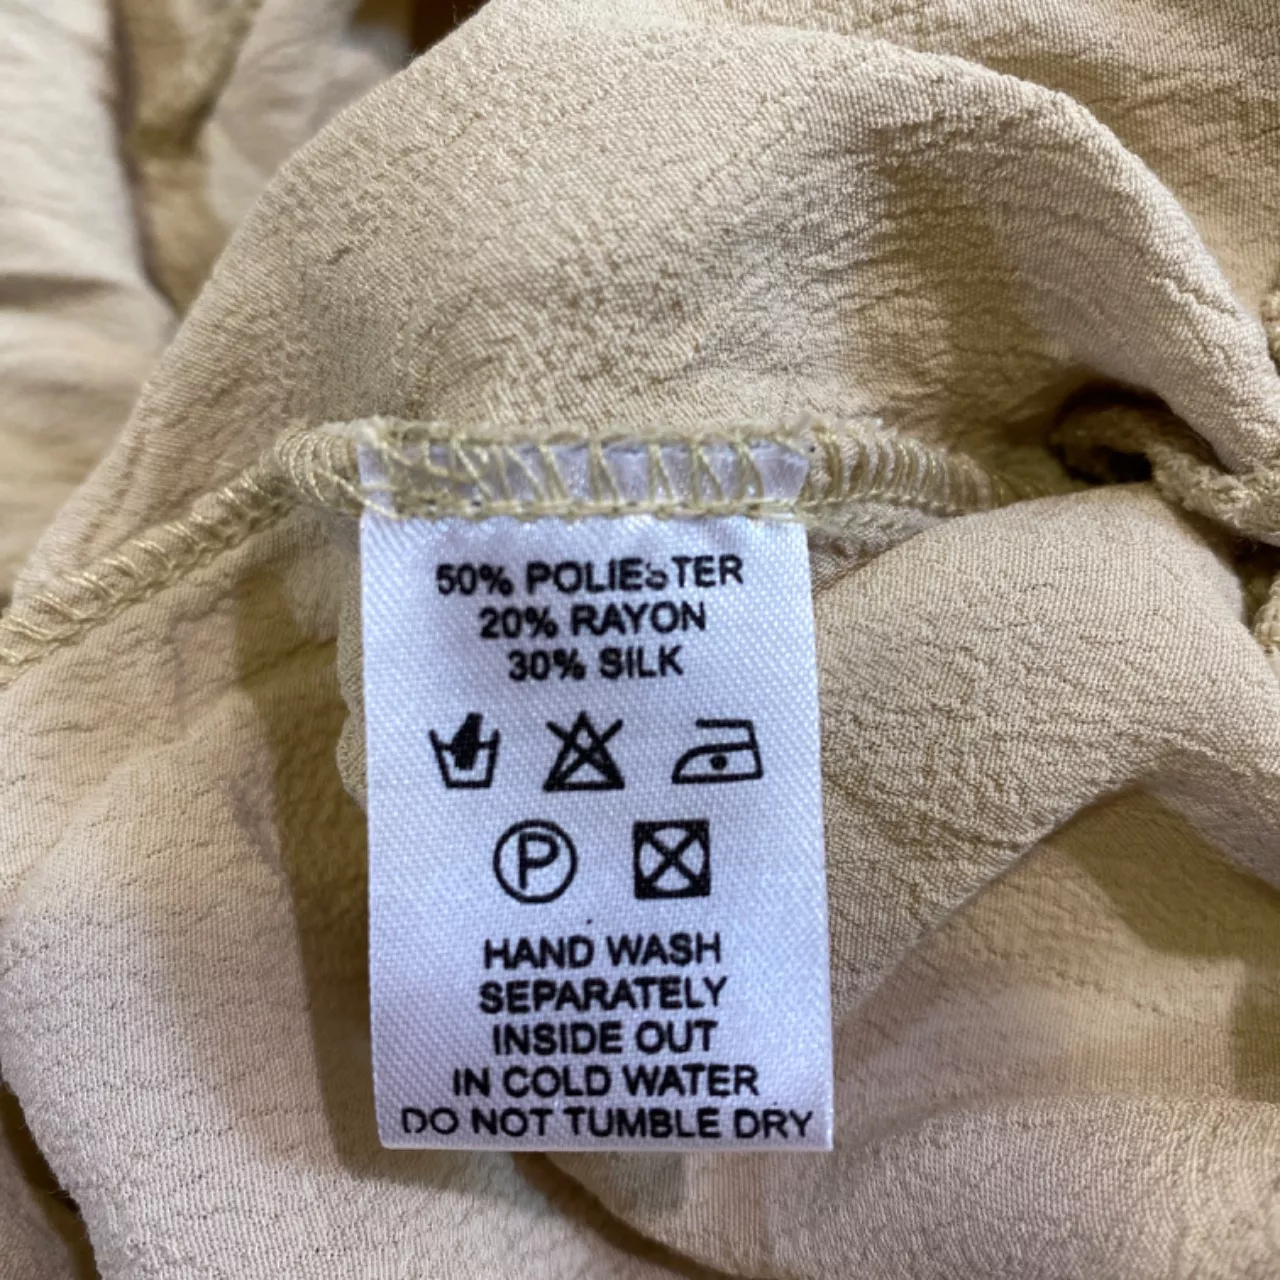 50% POLIESTER
20% RAYON
30% SILK
P
HAND WASH
SEPARATELY
INSIDE OUT
IN COLD WATER
DO NOT TUMBLE DRY